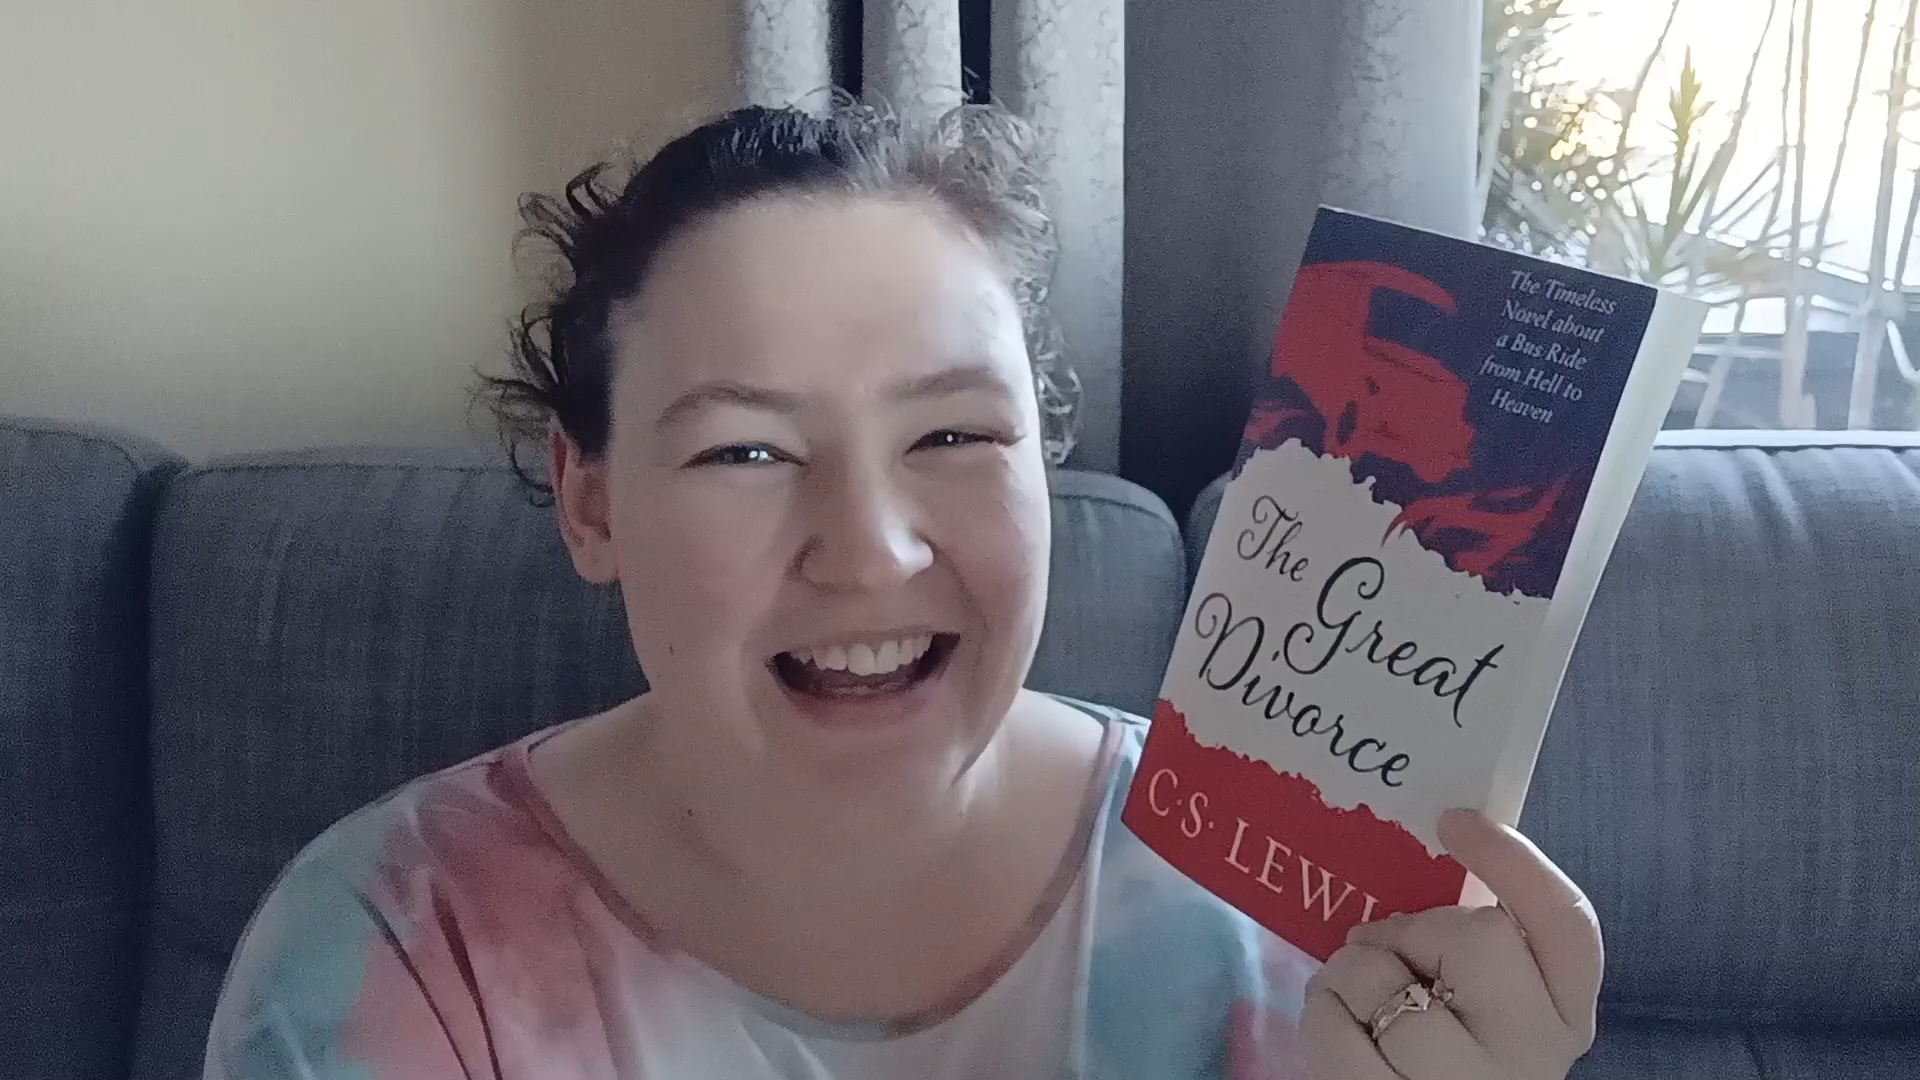 The Timeless
Novel about
a Bus Ride
from Hell to
Heaven
The Great
Divorce
C·S· LEWI